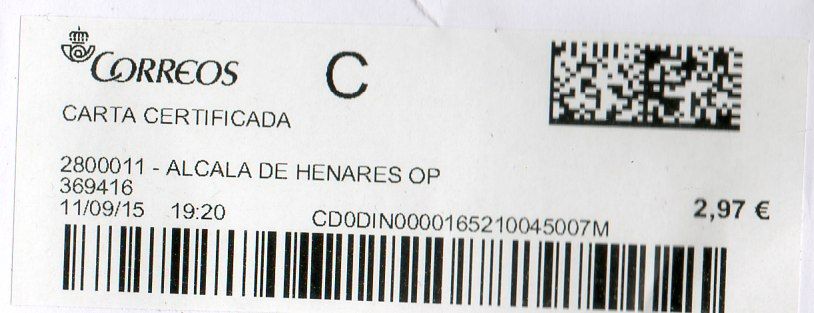 CORREOS
C
CARTA CERTIFICADA
2800011 - ALCALA DE HENARES OP
369416
11/09/15 19:20
CD0DIN0000165210045007M
2,97 €